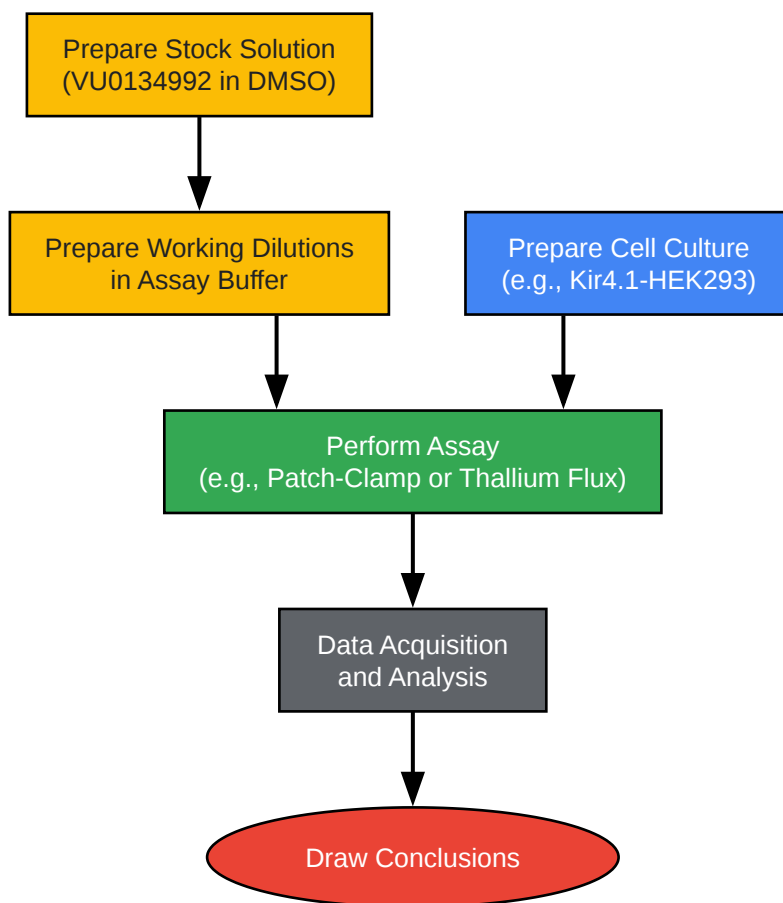 Prepare Stock Solution
(VU0134992 in DMSO)
Prepare Working Dilutions
in Assay Buffer
Prepare Cell Culture
(e.g., Kir4.1-HEK293)
Perform Assay
(e.g., Patch-Clamp or Thallium Flux)
Data Acquisition
and Analysis
Draw Conclusions